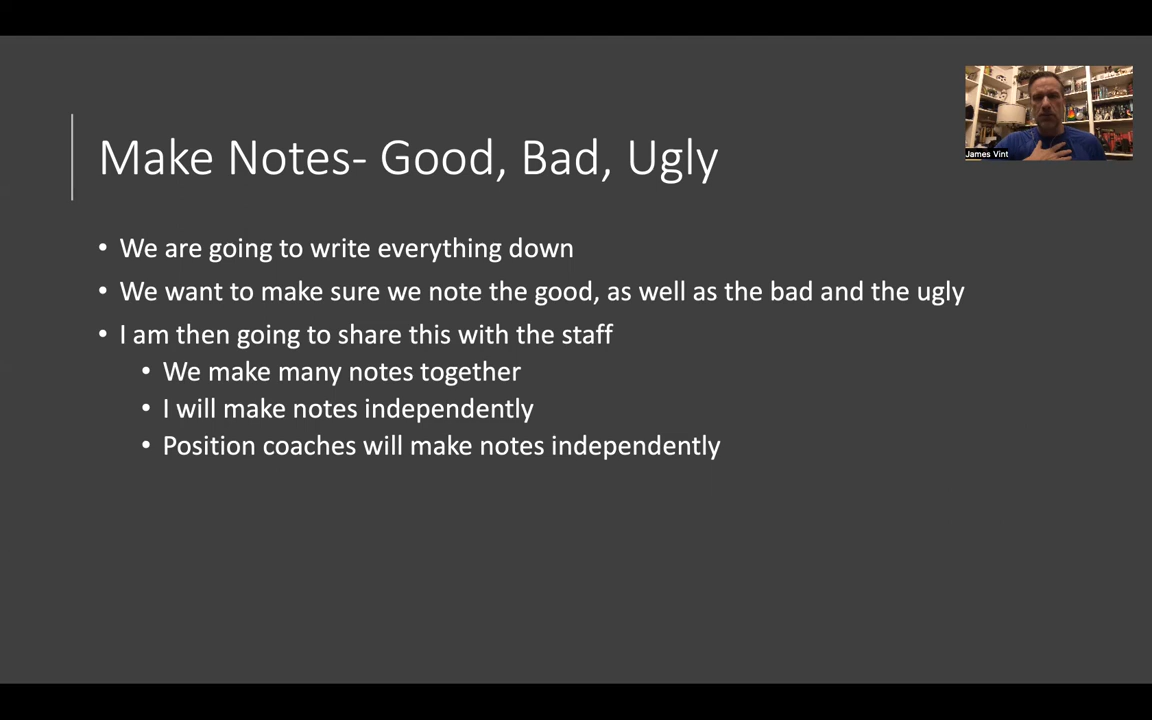 Make Notes- Good, Bad, Ugly
James Vint
• We are going to write everything down
• We want to make sure we note the good, as well as the bad and the ugly
• I am then going to share this with the staff
• We make many notes together
• I will make notes independently
• Position coaches will make notes independently